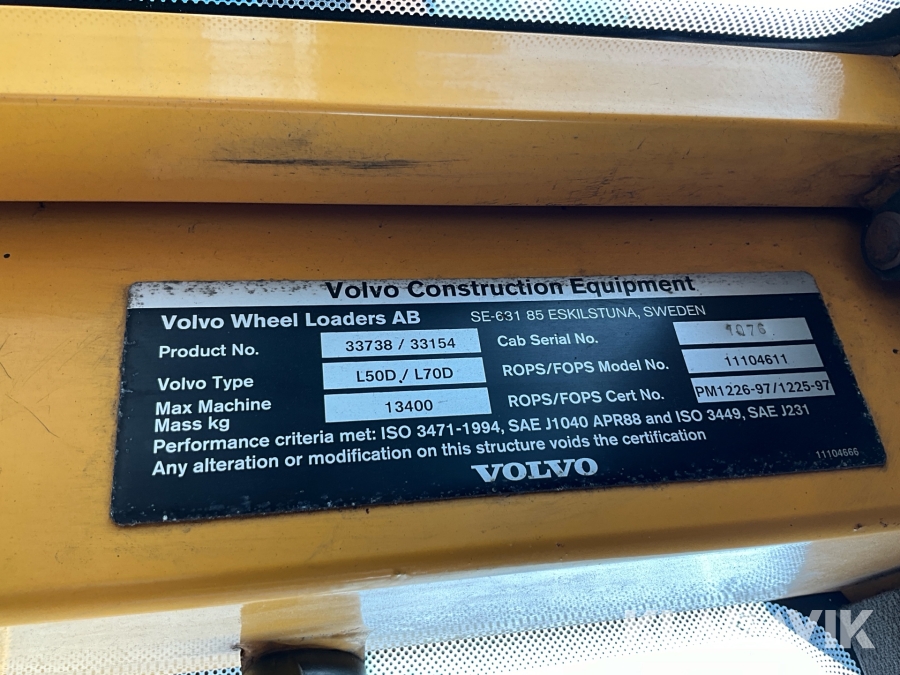 Volvo Construction Equipment
Volvo Wheel Loaders AB SE-631 85 ESKILSTUNA, SWEDEN
Product No. 33738 / 33154 Cab Serial No. 1Q76
Volvo Type L50D / L70D ROPS/FOPS Model No. 11104611
Max Machine Mass kg 13400 ROPS/FOPS Cert No. PM1226-97/1225-97
Performance criteria met: ISO 3471-1994, SAE J1040 APR88 and ISO 3449, SAE J231
Any alteration or modification on this structure voids the certification
VOLVO
11104666